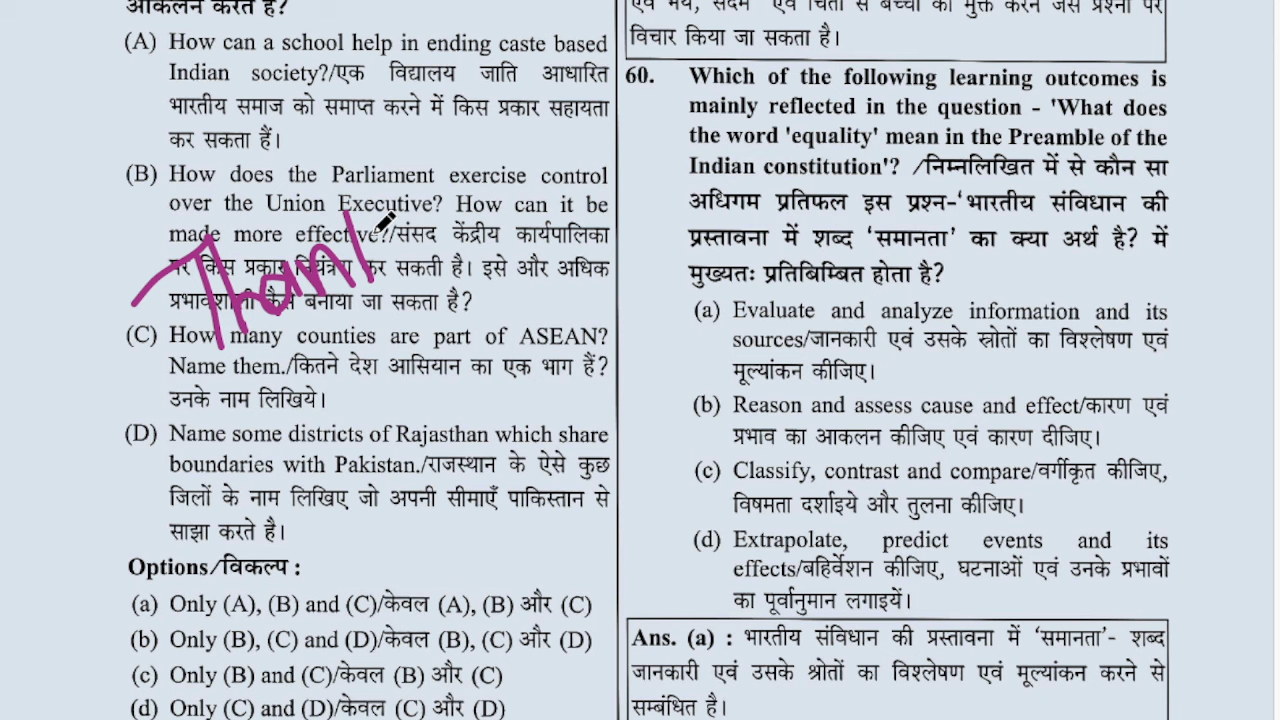 आकलन करते है?
(A) How can a school help in ending caste based
Indian society?/एक विद्यालय जाति आधारित
भारतीय समाज को समाप्त करने में किस प्रकार सहायता
कर सकता हैं।
(B) How does the Parliament exercise control
over the Union Executive? How can it be
made more effective?/संसद केंद्रीय कार्यपालिका
पर किस प्रकार नियंत्रण कर सकती है। इसे और अधिक
प्रभावशाली कैसे बनाया जा सकता है?
Than
(C) How many counties are part of ASEAN?
Name them./कितने देश आसियान का एक भाग हैं?
उनके नाम लिखिये।
(D) Name some districts of Rajasthan which share
boundaries with Pakistan./राजस्थान के ऐसे कुछ
जिलों के नाम लिखिए जो अपनी सीमाएँ पाकिस्तान से
साझा करते है।
Options/विकल्प :
(a) Only (A), (B) and (C)/केवल (A), (B) और (C)
(b) Only (B), (C) and (D)/केवल (B), (C) और (D)
(c) Only (B) and (C)/केवल (B) और (C)
(d) Only (C) and (D)/केवल (C) और (D)
एवं भय, सदमे एवं चिंता से बच्चों को मुक्त करने जैसे प्रश्नों पर
विचार किया जा सकता है।
60. Which of the following learning outcomes is
mainly reflected in the question - 'What does
the word 'equality' mean in the Preamble of the
Indian constitution'? /निम्नलिखित में से कौन सा
अधिगम प्रतिफल इस प्रश्न-‘भारतीय संविधान की
प्रस्तावना में शब्द ‘समानता’ का क्या अर्थ है? में
मुख्यतः प्रतिबिम्बित होता है?
(a) Evaluate and analyze information and its
sources/जानकारी एवं उसके स्रोतों का विश्लेषण एवं
मूल्यांकन कीजिए।
(b) Reason and assess cause and effect/कारण एवं
प्रभाव का आकलन कीजिए एवं कारण दीजिए।
(c) Classify, contrast and compare/वर्गीकृत कीजिए,
विषमता दर्शाइये और तुलना कीजिए।
(d) Extrapolate, predict events and its
effects/बहिर्वेशन कीजिए, घटनाओं एवं उनके प्रभावों
का पूर्वानुमान लगाइयें।
Ans. (a) : भारतीय संविधान की प्रस्तावना में ‘समानता’- शब्द
जानकारी एवं उसके श्रोतों का विश्लेषण एवं मूल्यांकन करने से
सम्बंधित है।